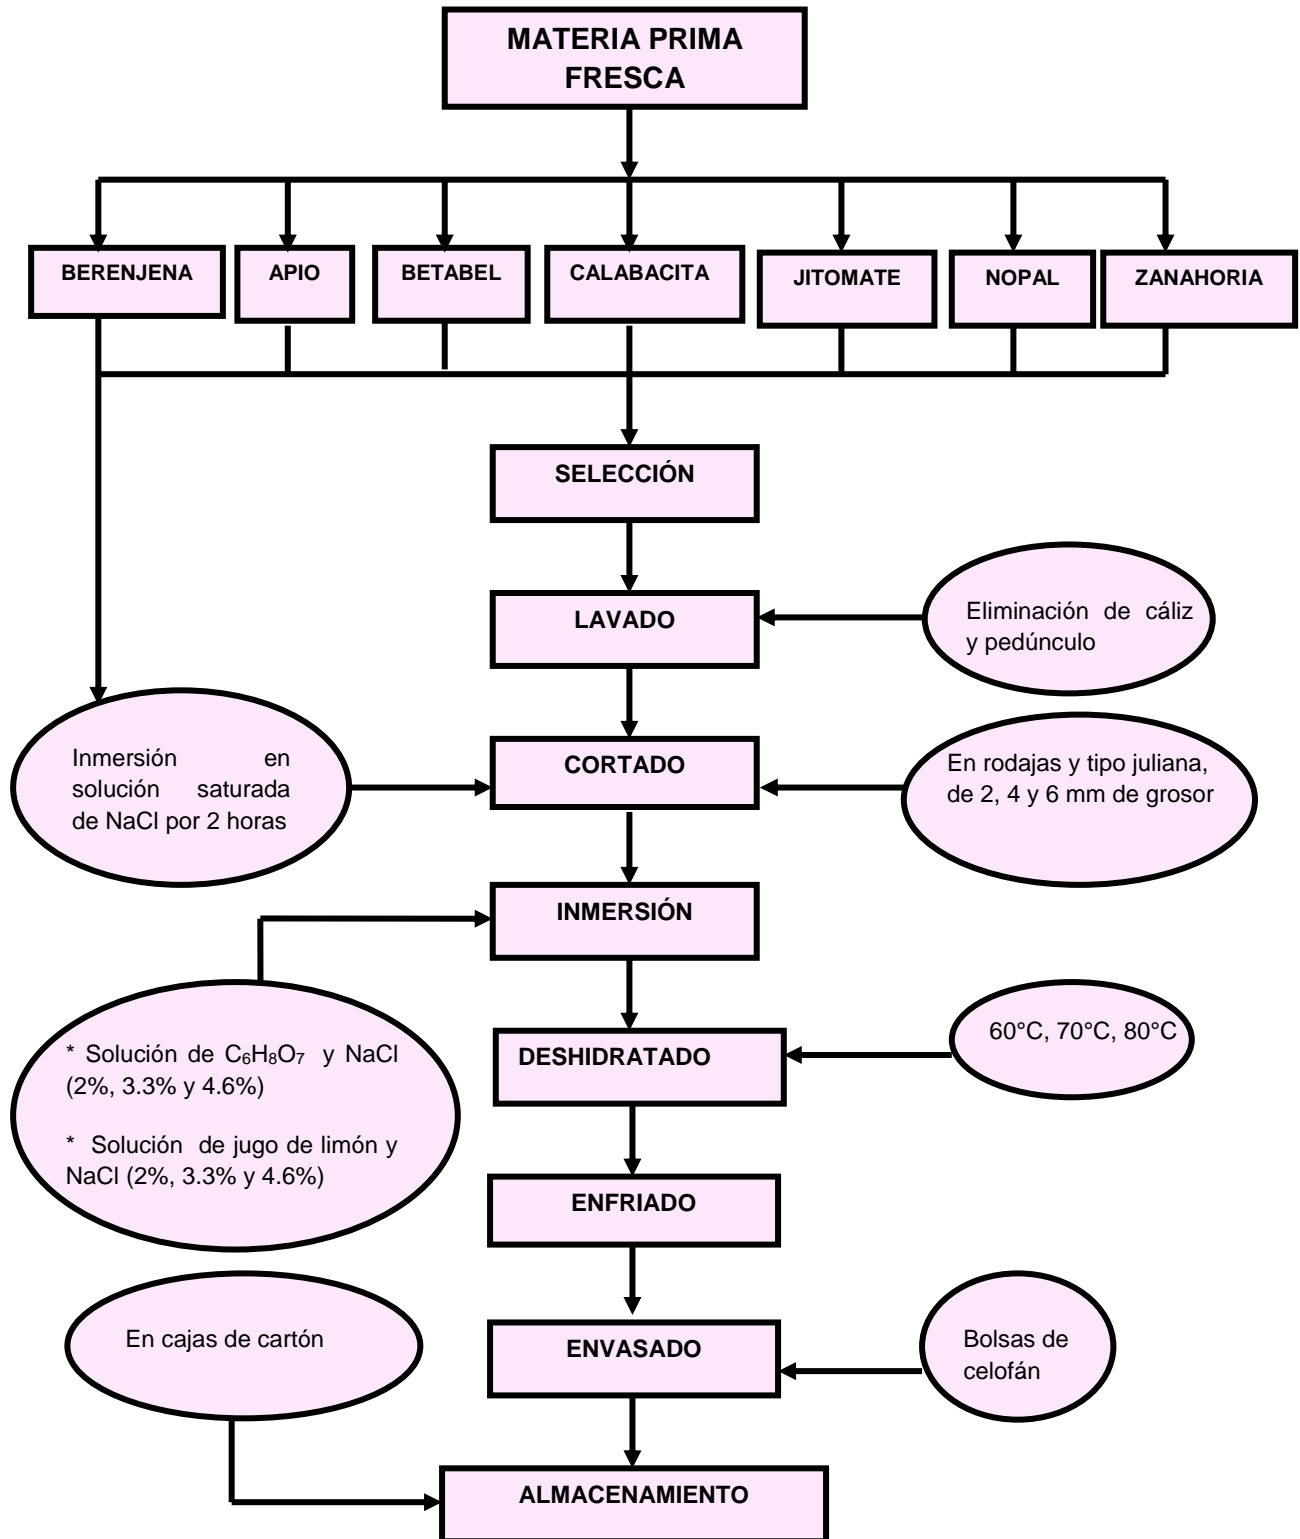 MATERIA PRIMA
FRESCA
BERENJENA
APIO
BETABEL
CALABACITA
JITOMATE
NOPAL
ZANAHORIA
SELECCIÓN
LAVADO
Eliminación de cáliz
y pedúnculo
Inmersión en
solución saturada
de NaCl por 2 horas
CORTADO
En rodajas y tipo juliana,
de 2, 4 y 6 mm de grosor
INMERSIÓN
* Solución de C₆H₈O₇ y NaCl
(2%, 3.3% y 4.6%)
* Solución de jugo de limón y
NaCl (2%, 3.3% y 4.6%)
DESHIDRATADO
60°C, 70°C, 80°C
ENFRIADO
En cajas de cartón
ENVASADO
Bolsas de
celofán
ALMACENAMIENTO